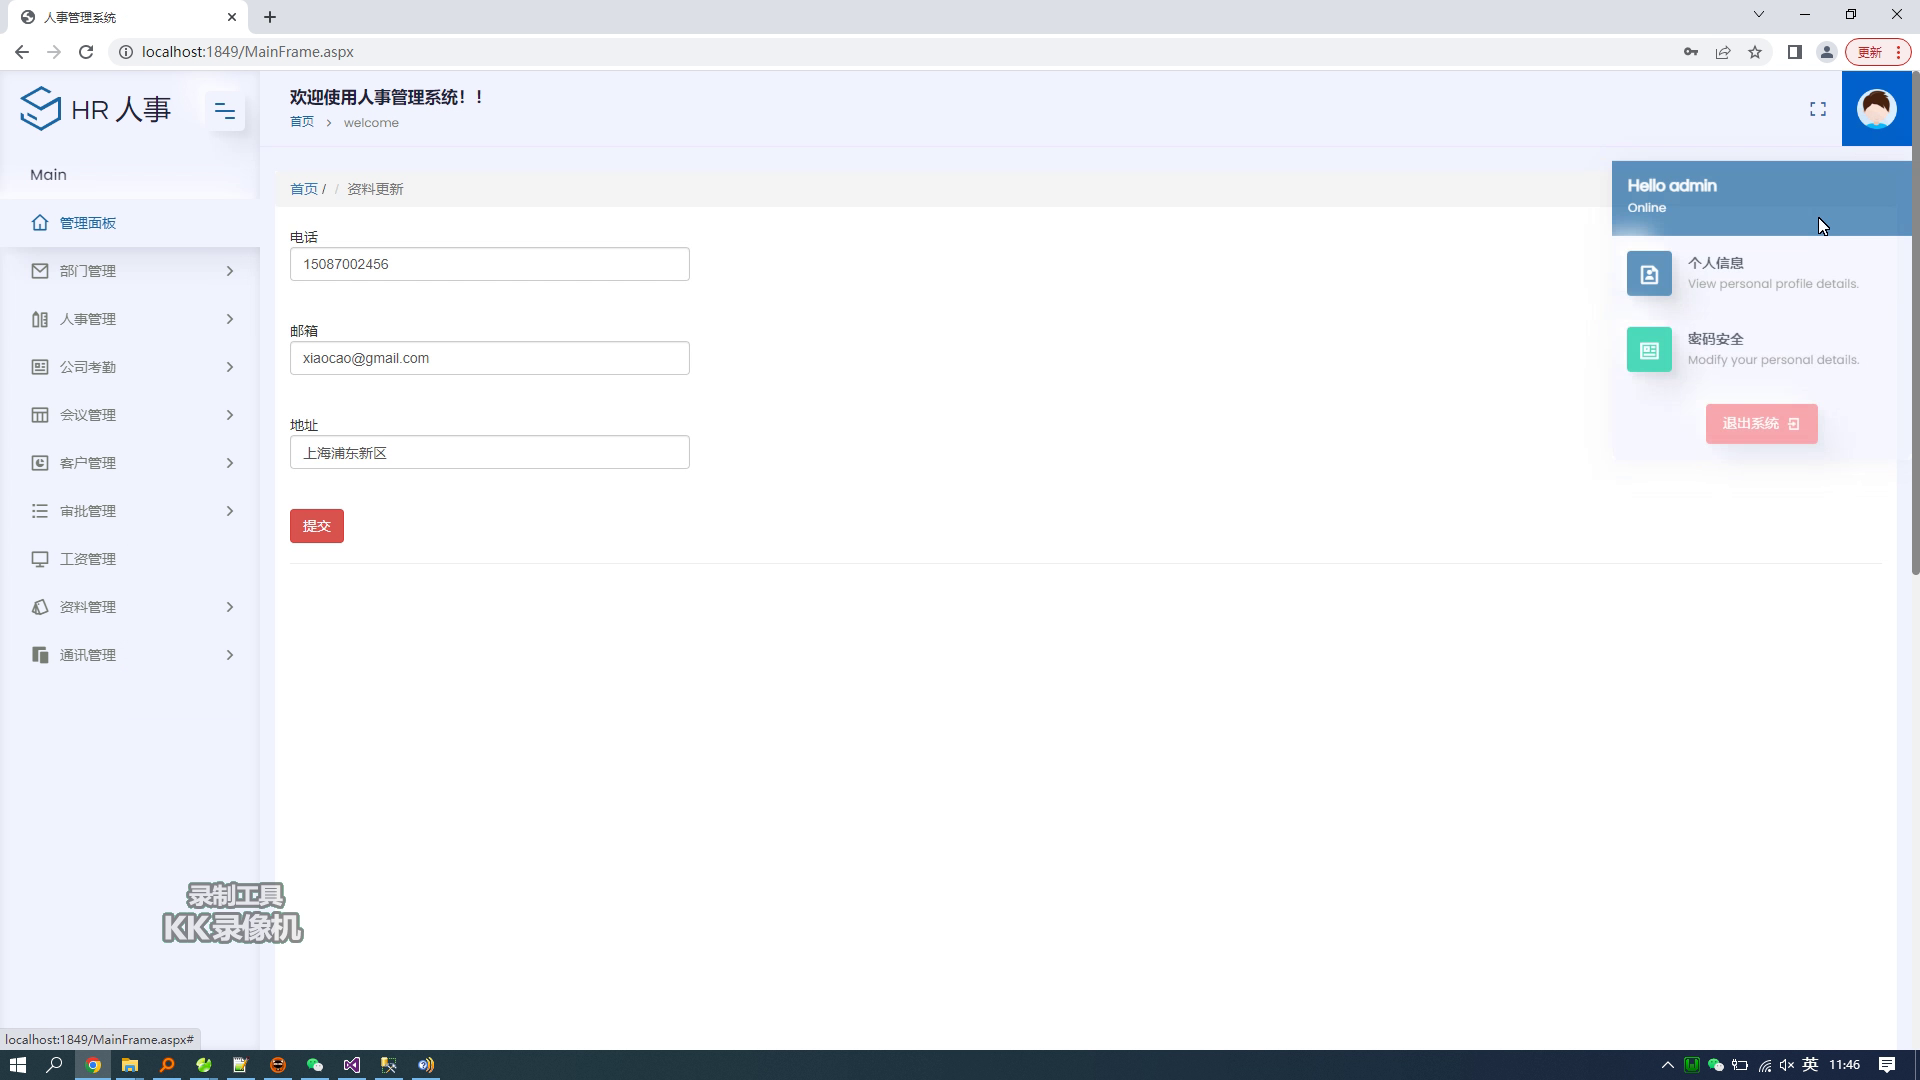 人事管理系统
localhost:1849/MainFrame.aspx
更新
HR 人事
欢迎使用人事管理系统！！
首页 > welcome
Main
首页 / / 资料更新
Hello admin
Online
管理面板
部门管理
人事管理
公司考勤
会议管理
客户管理
审批管理
工资管理
资料管理
通讯管理
电话
15087002456
邮箱
xiaocao@gmail.com
地址
上海浦东新区
提交
个人信息
View personal profile details.
密码安全
Modify your personal details.
退出系统
录制工具
KK录像机
localhost:1849/MainFrame.aspx#
英
11:46